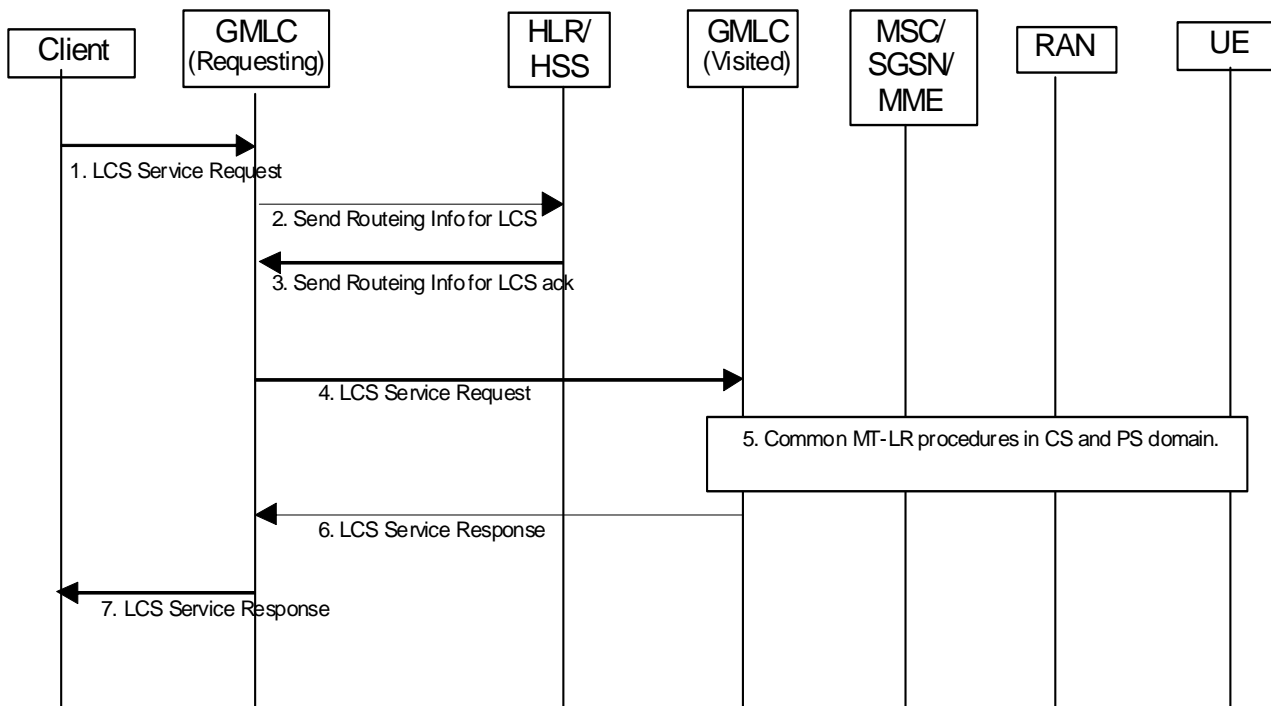 Client
GMLC
(Requesting)
HLR/
HSS
GMLC
(Visited)
MSC/
SGSN/
MME
RAN
UE
1. LCS Service Request
2. Send Routeing Info for LCS
3. Send Routeing Info for LCS ack
4. LCS Service Request
5. Common MT-LR procedures in CS and PS domain.
6. LCS Service Response
7. LCS Service Response